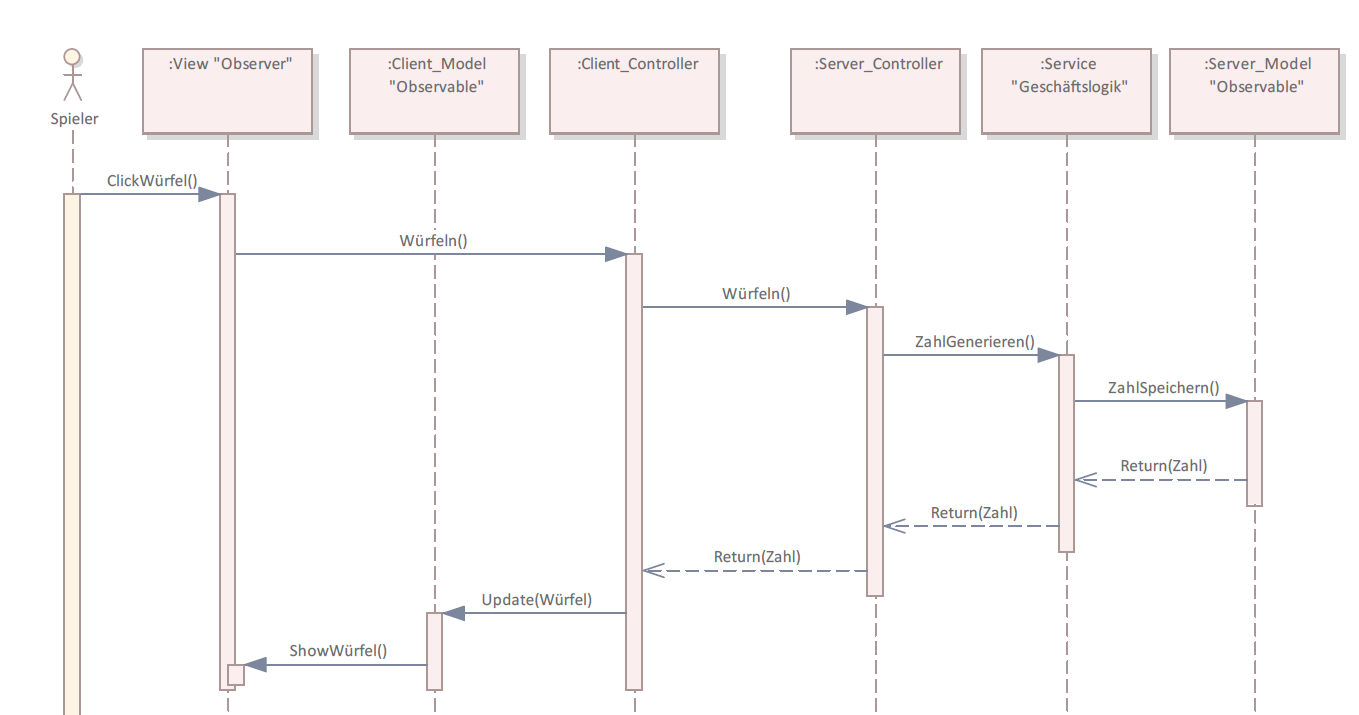 :View "Observer"
:Client_Model
"Observable"
:Client_Controller
:Server_Controller
:Service
"Geschäftslogik"
:Server_Model
"Observable"
Spieler
ClickWürfel()
Würfeln()
Würfeln()
ZahlGenerieren()
ZahlSpeichern()
Return(Zahl)
Return(Zahl)
Return(Zahl)
Update(Würfel)
ShowWürfel()